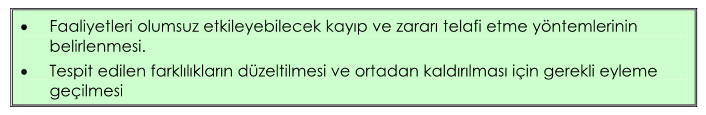 • Faaliyetleri olumsuz etkileyebilecek kayıp ve zararı telafi etme yöntemlerinin
belirlenmesi.
• Tespit edilen farklılıkların düzeltilmesi ve ortadan kaldırılması için gerekli eyleme
geçilmesi